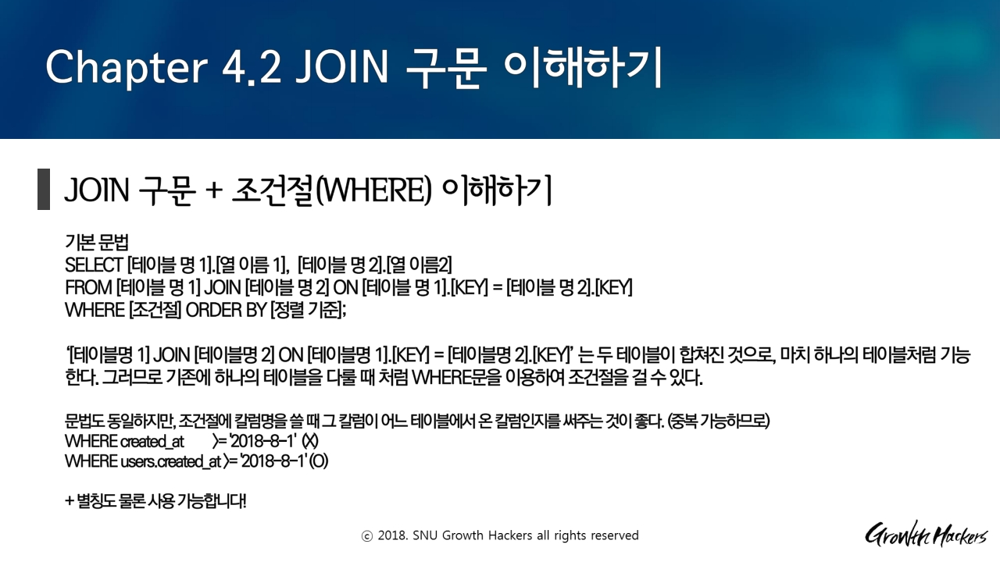 Chapter 4.2 JOIN 구문 이해하기
JOIN 구문 + 조건절(WHERE) 이해하기
기본 문법
SELECT [테이블 명 1].[열 이름 1], [테이블 명 2].[열 이름2]
FROM [테이블 명 1] JOIN [테이블 명 2] ON [테이블 명 1].[KEY] = [테이블 명 2].[KEY]
WHERE [조건절] ORDER BY [정렬 기준];
‘[테이블명 1] JOIN [테이블명 2] ON [테이블명 1].[KEY] = [테이블명 2].[KEY]’ 는 두 테이블이 합쳐진 것으로, 마치 하나의 테이블처럼 기능
한다. 그러므로 기존에 하나의 테이블을 다룰 때 처럼 WHERE문을 이용하여 조건절을 걸 수 있다.
문법도 동일하지만, 조건절에 칼럼명을 쓸 때 그 칼럼이 어느 테이블에서 온 칼럼인지를 써주는 것이 좋다. (중복 가능하므로)
WHERE created_at >= '2018-8-1' (X)
WHERE users.created_at >= '2018-8-1' (O)
+ 별칭도 물론 사용 가능합니다!
ⓒ 2018. SNU Growth Hackers all rights reserved
Growth Hackers